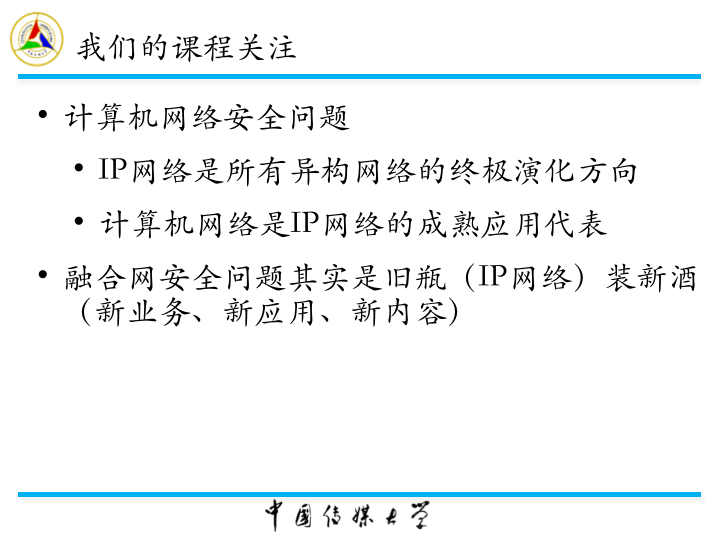 我们的课程关注
• 计算机网络安全问题
• IP网络是所有异构网络的终极演化方向
• 计算机网络是IP网络的成熟应用代表
• 融合网安全问题其实是旧瓶（IP网络）装新酒
（新业务、新应用、新内容）
中国传媒大学